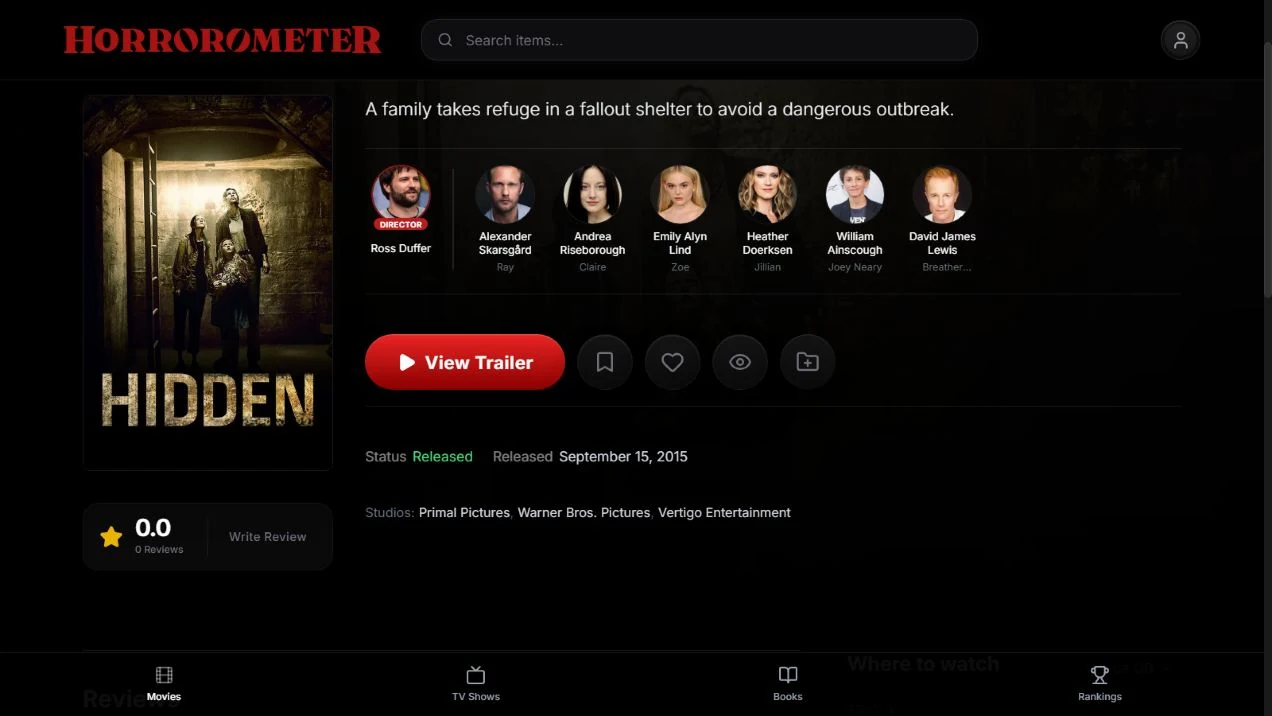 HORROROMETER
Search items...
A family takes refuge in a fallout shelter to avoid a dangerous outbreak.
DIRECTOR
Ross Duffer
Alexander
Skarsgård
Ray
Andrea
Riseborough
Claire
Emily Alyn
Lind
Zoe
Heather
Doerksen
Jillian
William
Ainscough
Joey Neary
David James
Lewis
Breather...
HIDDEN
View Trailer
Status Released Released September 15, 2015
Studios: Primal Pictures, Warner Bros. Pictures, Vertigo Entertainment
0.0
0 Reviews
Write Review
Where to watch
Reviews
Movies
TV Shows
Books
Rankings